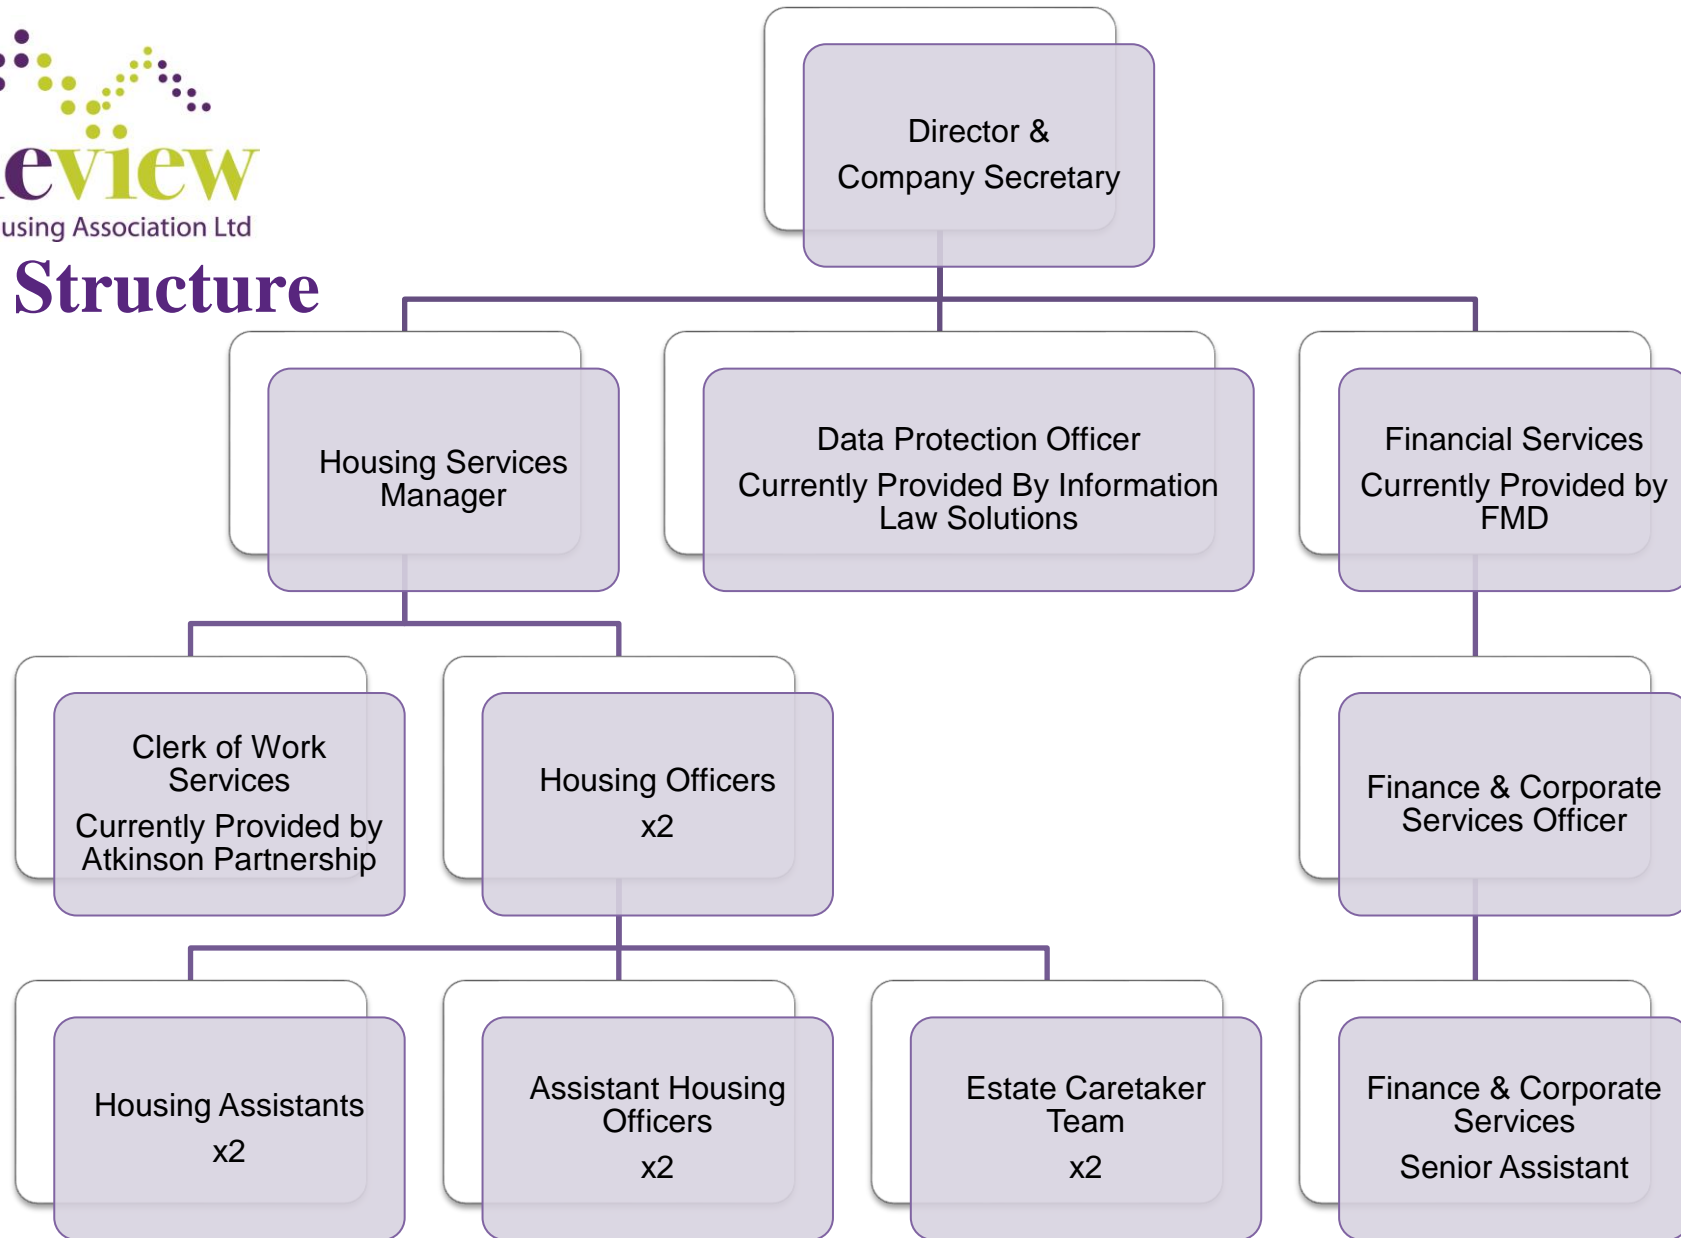 view
using Association Ltd
Structure
Director &
Company Secretary
Housing Services
Manager
Data Protection Officer
Currently Provided By Information
Law Solutions
Financial Services
Currently Provided by
FMD
Clerk of Work
Services
Currently Provided by
Atkinson Partnership
Housing Officers
x2
Finance & Corporate
Services Officer
Housing Assistants
x2
Assistant Housing
Officers
x2
Estate Caretaker
Team
x2
Finance & Corporate
Services
Senior Assistant